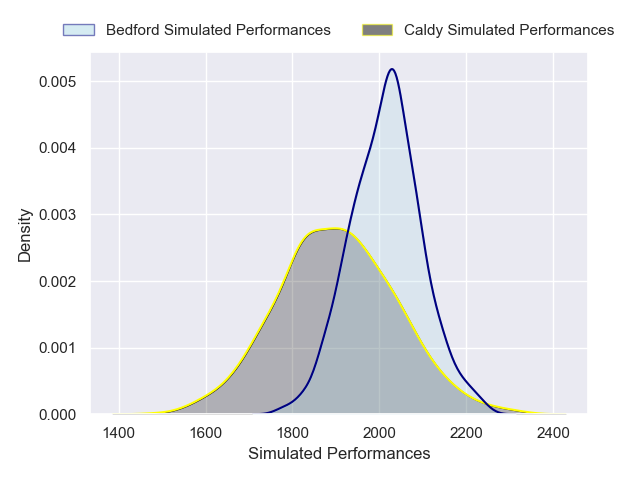 Bedford Simulated Performances Caldy Simulated Performances
0.005
0.004
0.003
0.002
0.001
0.000
Density
1400 1600 1800 2000 2200 2400
Simulated Performances